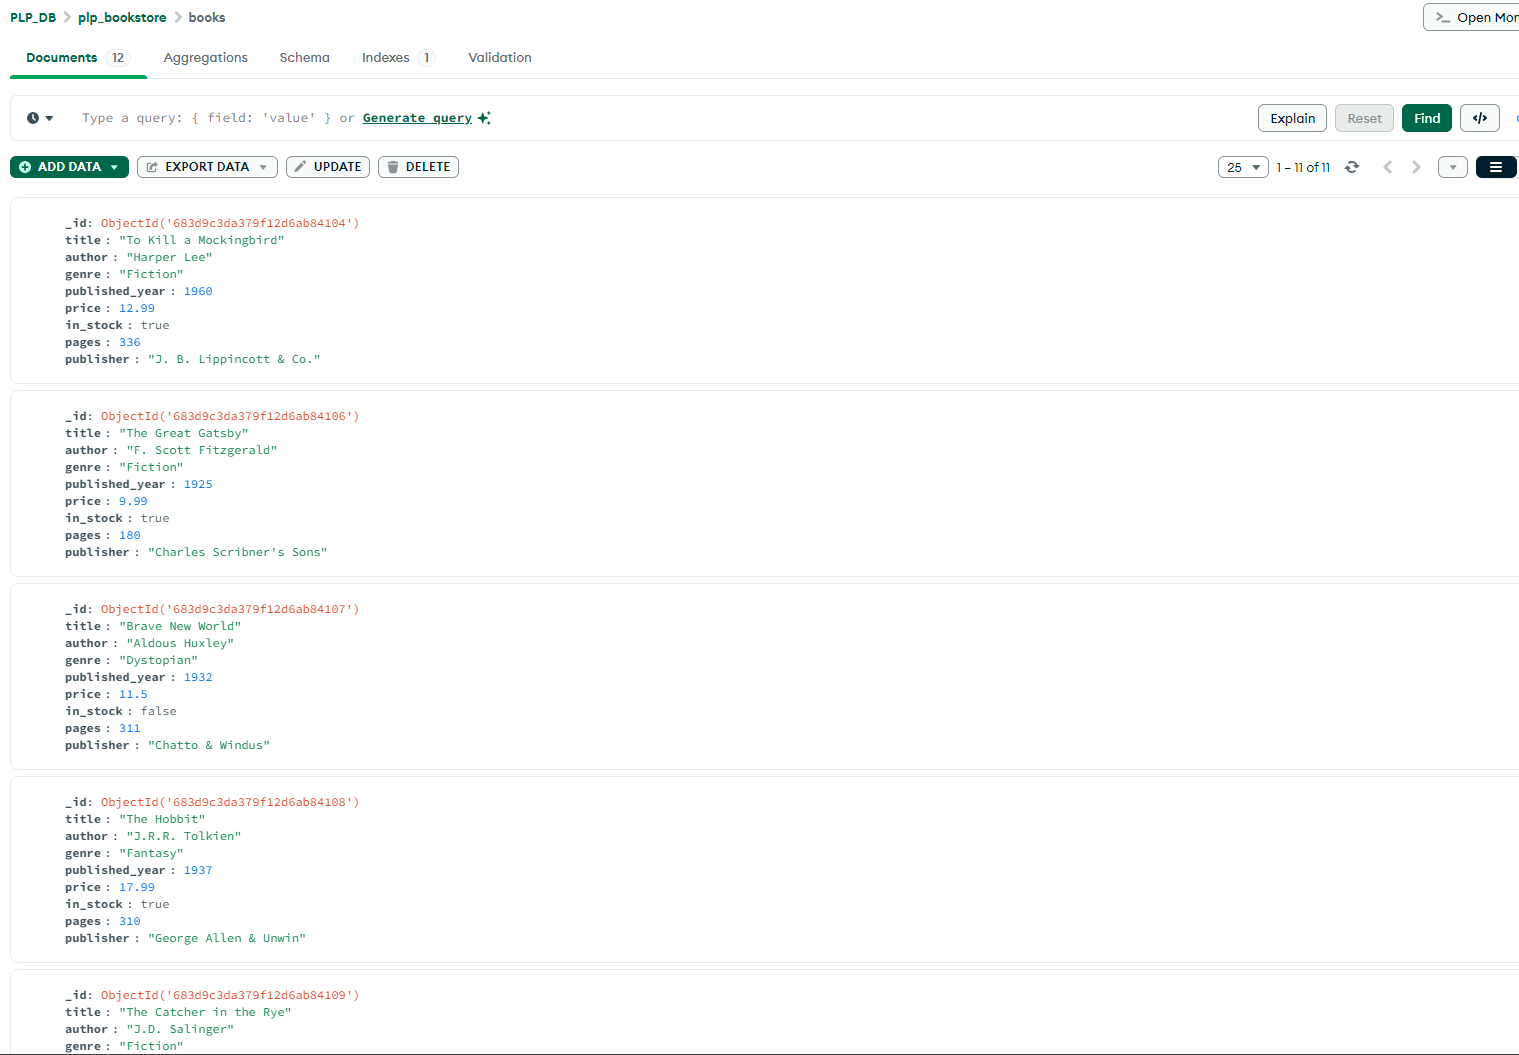 PLP_DB > plp_bookstore > books
>_ Open Mon
Documents 12 Aggregations Schema Indexes 1 Validation
Type a query: { field: 'value' } or Generate query
Explain Reset Find </>
ADD DATA EXPORT DATA UPDATE DELETE 25 1 – 11 of 11
_id: ObjectId('683d9c3da379f12d6ab84104')
title : "To Kill a Mockingbird"
author : "Harper Lee"
genre : "Fiction"
published_year : 1960
price : 12.99
in_stock : true
pages : 336
publisher : "J. B. Lippincott & Co."
_id: ObjectId('683d9c3da379f12d6ab84106')
title : "The Great Gatsby"
author : "F. Scott Fitzgerald"
genre : "Fiction"
published_year : 1925
price : 9.99
in_stock : true
pages : 180
publisher : "Charles Scribner's Sons"
_id: ObjectId('683d9c3da379f12d6ab84107')
title : "Brave New World"
author : "Aldous Huxley"
genre : "Dystopian"
published_year : 1932
price : 11.5
in_stock : false
pages : 311
publisher : "Chatto & Windus"
_id: ObjectId('683d9c3da379f12d6ab84108')
title : "The Hobbit"
author : "J.R.R. Tolkien"
genre : "Fantasy"
published_year : 1937
price : 17.99
in_stock : true
pages : 310
publisher : "George Allen & Unwin"
_id: ObjectId('683d9c3da379f12d6ab84109')
title : "The Catcher in the Rye"
author : "J.D. Salinger"
genre : "Fiction"